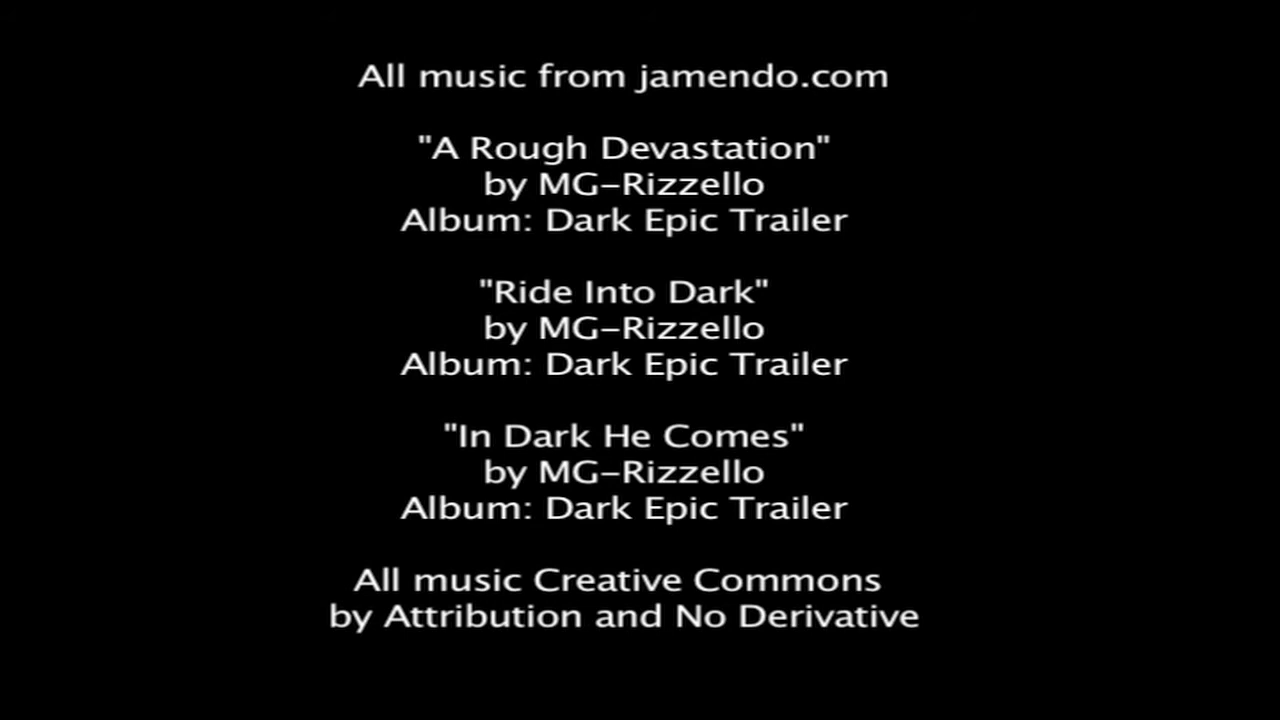 All music from jamendo.com
"A Rough Devastation"
by MG-Rizzello
Album: Dark Epic Trailer
"Ride Into Dark"
by MG-Rizzello
Album: Dark Epic Trailer
"In Dark He Comes"
by MG-Rizzello
Album: Dark Epic Trailer
All music Creative Commons
by Attribution and No Derivative